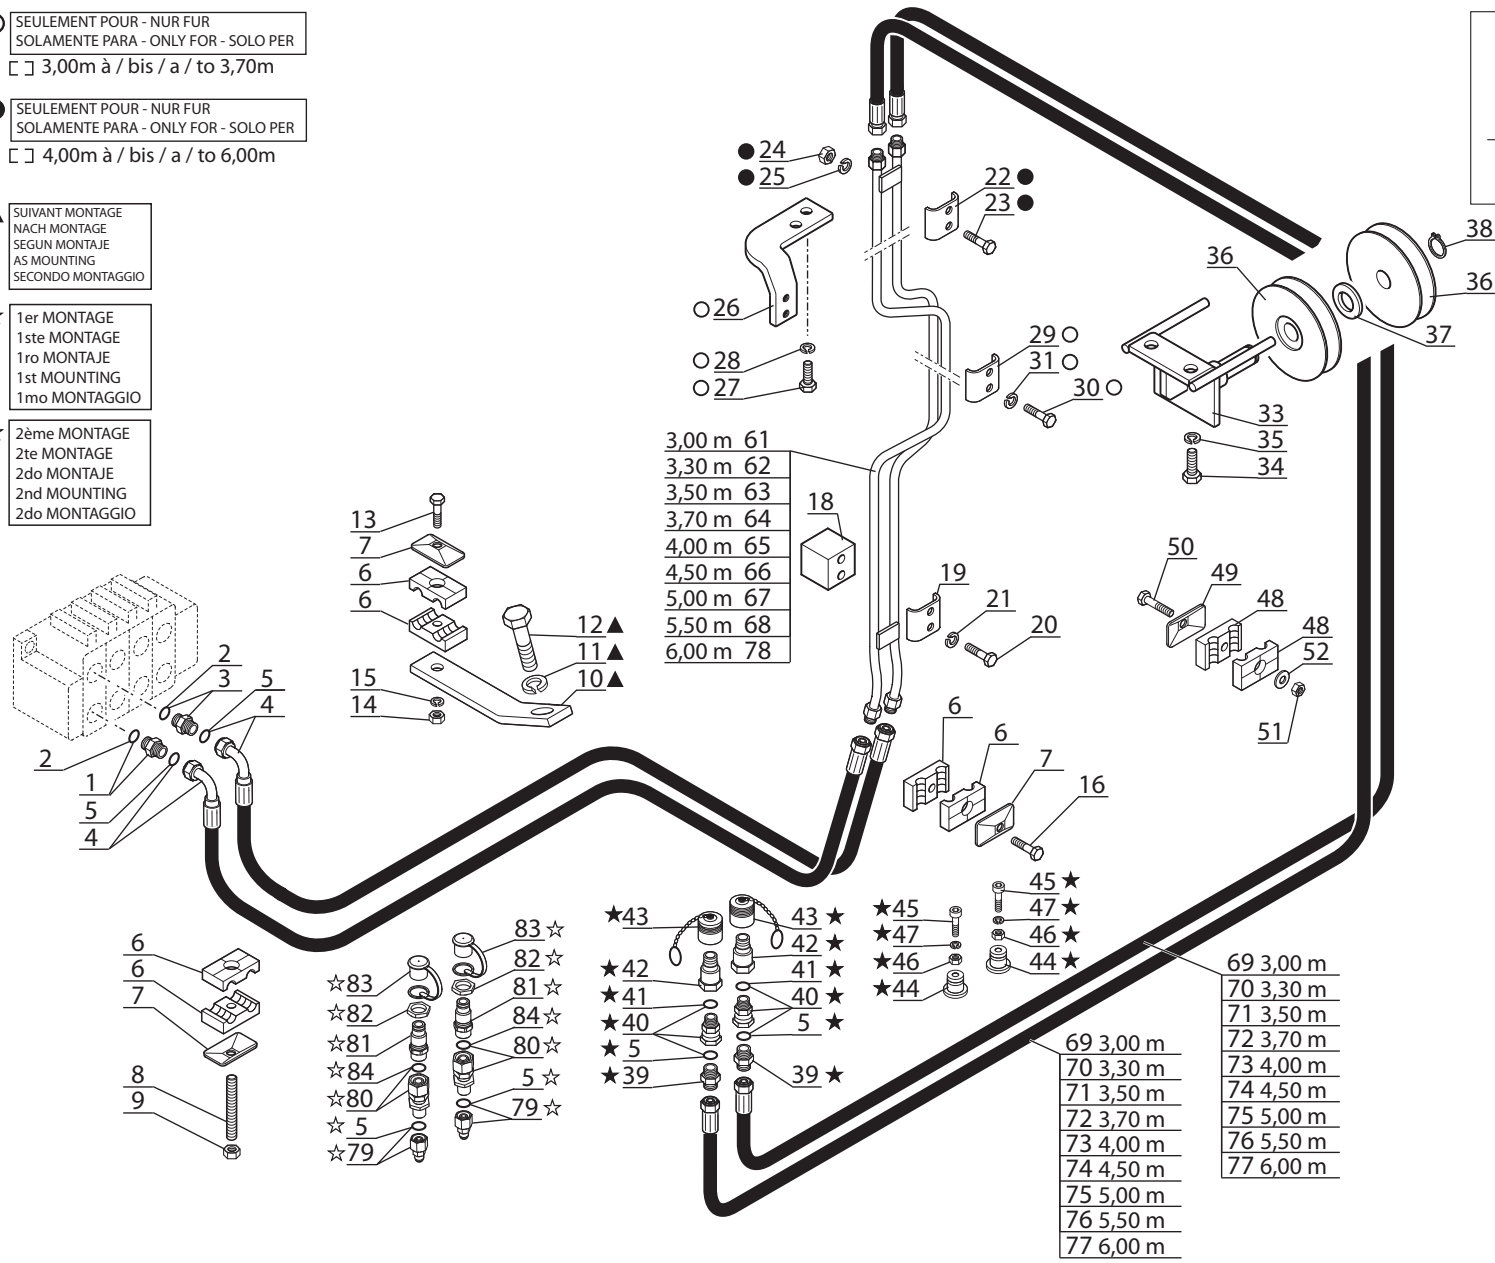 SEULEMENT POUR - NUR FUR
SOLAMENTE PARA - ONLY FOR - SOLO PER
3,00m à / bis / a / to 3,70m
SEULEMENT POUR - NUR FUR
SOLAMENTE PARA - ONLY FOR - SOLO PER
4,00m à / bis / a / to 6,00m
SUIVANT MONTAGE
NACH MONTAGE
SEGUN MONTAJE
AS MOUNTING
SECONDO MONTAGGIO
1er MONTAGE
1ste MONTAGE
1ro MONTAJE
1st MOUNTING
1mo MONTAGGIO
2ème MONTAGE
2te MONTAGE
2do MONTAJE
2nd MOUNTING
2do MONTAGGIO
● 24
● 25
22 ●
23 ●
○ 26
○ 28
○ 27
29 ○
31 ○
30 ○
36
38
36
37
33
35
34
3,00 m 61
3,30 m 62
3,50 m 63
3,70 m 64
4,00 m 65
4,50 m 66
5,00 m 67
5,50 m 68
6,00 m 78
18
19
21
20
13
7
6
6
12 ▲
11 ▲
10 ▲
15
14
2
3
5
4
2
1
5
4
50
49
48
48
52
51
6
6
7
16
6
6
7
8
9
83 ☆
82 ☆
81 ☆
84 ☆
80 ☆
5 ☆
79 ☆
☆ 83
☆ 82
☆ 81
☆ 84
☆ 80
☆ 5
☆ 79
★ 43
★ 42
★ 41
★ 40
★ 5
★ 39
43 ★
42 ★
41 ★
40 ★
5 ★
39 ★
★ 45
★ 47
★ 46
★ 44
45 ★
47 ★
46 ★
44 ★
69 3,00 m
70 3,30 m
71 3,50 m
72 3,70 m
73 4,00 m
74 4,50 m
75 5,00 m
76 5,50 m
77 6,00 m
69 3,00 m
70 3,30 m
71 3,50 m
72 3,70 m
73 4,00 m
74 4,50 m
75 5,00 m
76 5,50 m
77 6,00 m